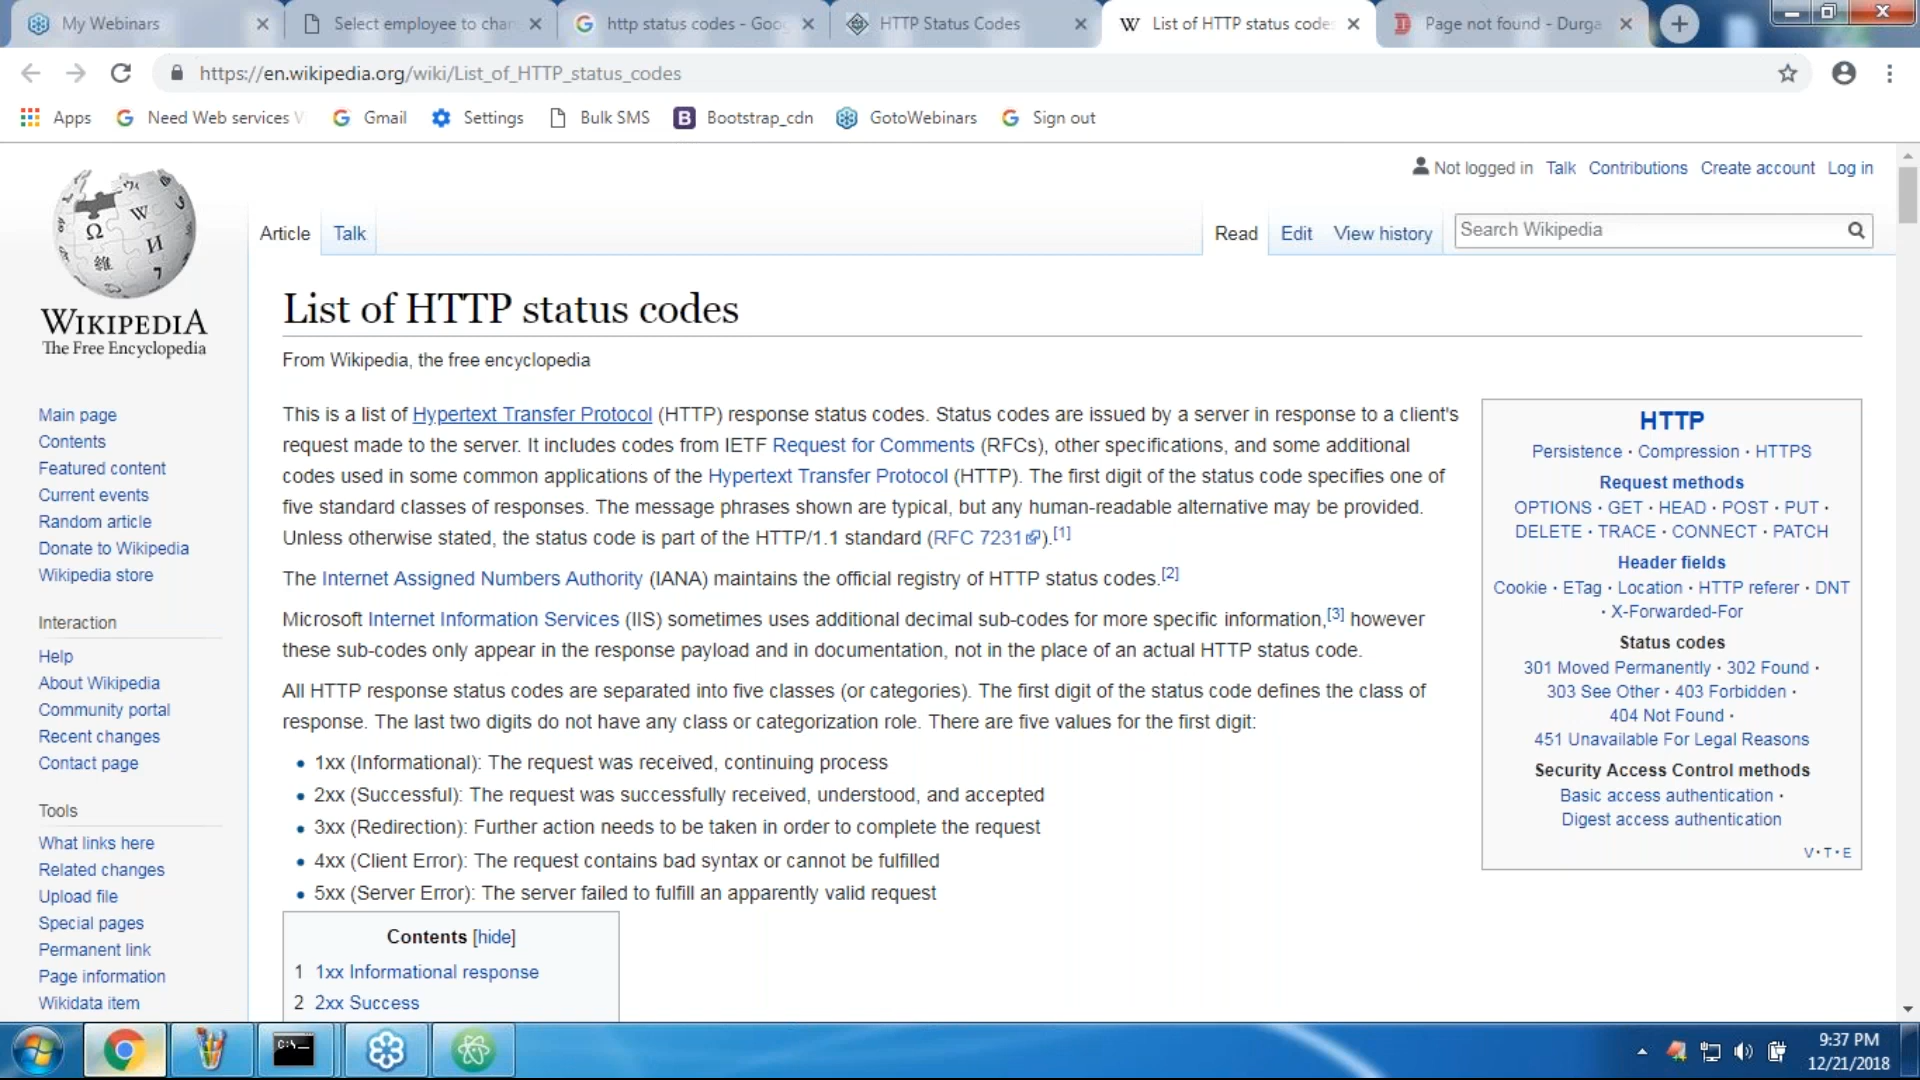 My Webinars
Select employee to chan
http status codes - Goo
HTTP Status Codes
List of HTTP status codes
Page not found - Durga
https://en.wikipedia.org/wiki/List_of_HTTP_status_codes
Apps
Need Web services V
Gmail
Settings
Bulk SMS
Bootstrap_cdn
GotoWebinars
Sign out
Not logged in Talk Contributions Create account Log in
Article Talk
Read Edit View history
Search Wikipedia
WIKIPEDIA
The Free Encyclopedia
Main page
Contents
Featured content
Current events
Random article
Donate to Wikipedia
Wikipedia store
Interaction
Help
About Wikipedia
Community portal
Recent changes
Contact page
Tools
What links here
Related changes
Upload file
Special pages
Permanent link
Page information
Wikidata item
List of HTTP status codes
From Wikipedia, the free encyclopedia
This is a list of Hypertext Transfer Protocol (HTTP) response status codes. Status codes are issued by a server in response to a client's
request made to the server. It includes codes from IETF Request for Comments (RFCs), other specifications, and some additional
codes used in some common applications of the Hypertext Transfer Protocol (HTTP). The first digit of the status code specifies one of
five standard classes of responses. The message phrases shown are typical, but any human-readable alternative may be provided.
Unless otherwise stated, the status code is part of the HTTP/1.1 standard (RFC 7231).[1]
The Internet Assigned Numbers Authority (IANA) maintains the official registry of HTTP status codes.[2]
Microsoft Internet Information Services (IIS) sometimes uses additional decimal sub-codes for more specific information,[3] however
these sub-codes only appear in the response payload and in documentation, not in the place of an actual HTTP status code.
All HTTP response status codes are separated into five classes (or categories). The first digit of the status code defines the class of
response. The last two digits do not have any class or categorization role. There are five values for the first digit:
• 1xx (Informational): The request was received, continuing process
• 2xx (Successful): The request was successfully received, understood, and accepted
• 3xx (Redirection): Further action needs to be taken in order to complete the request
• 4xx (Client Error): The request contains bad syntax or cannot be fulfilled
• 5xx (Server Error): The server failed to fulfill an apparently valid request
Contents [hide]
1 1xx Informational response
2 2xx Success
HTTP
Persistence · Compression · HTTPS
Request methods
OPTIONS · GET · HEAD · POST · PUT ·
DELETE · TRACE · CONNECT · PATCH
Header fields
Cookie · ETag · Location · HTTP referer · DNT
· X-Forwarded-For
Status codes
301 Moved Permanently · 302 Found ·
303 See Other · 403 Forbidden ·
404 Not Found ·
451 Unavailable For Legal Reasons
Security Access Control methods
Basic access authentication ·
Digest access authentication
V·T·E
9:37 PM
12/21/2018